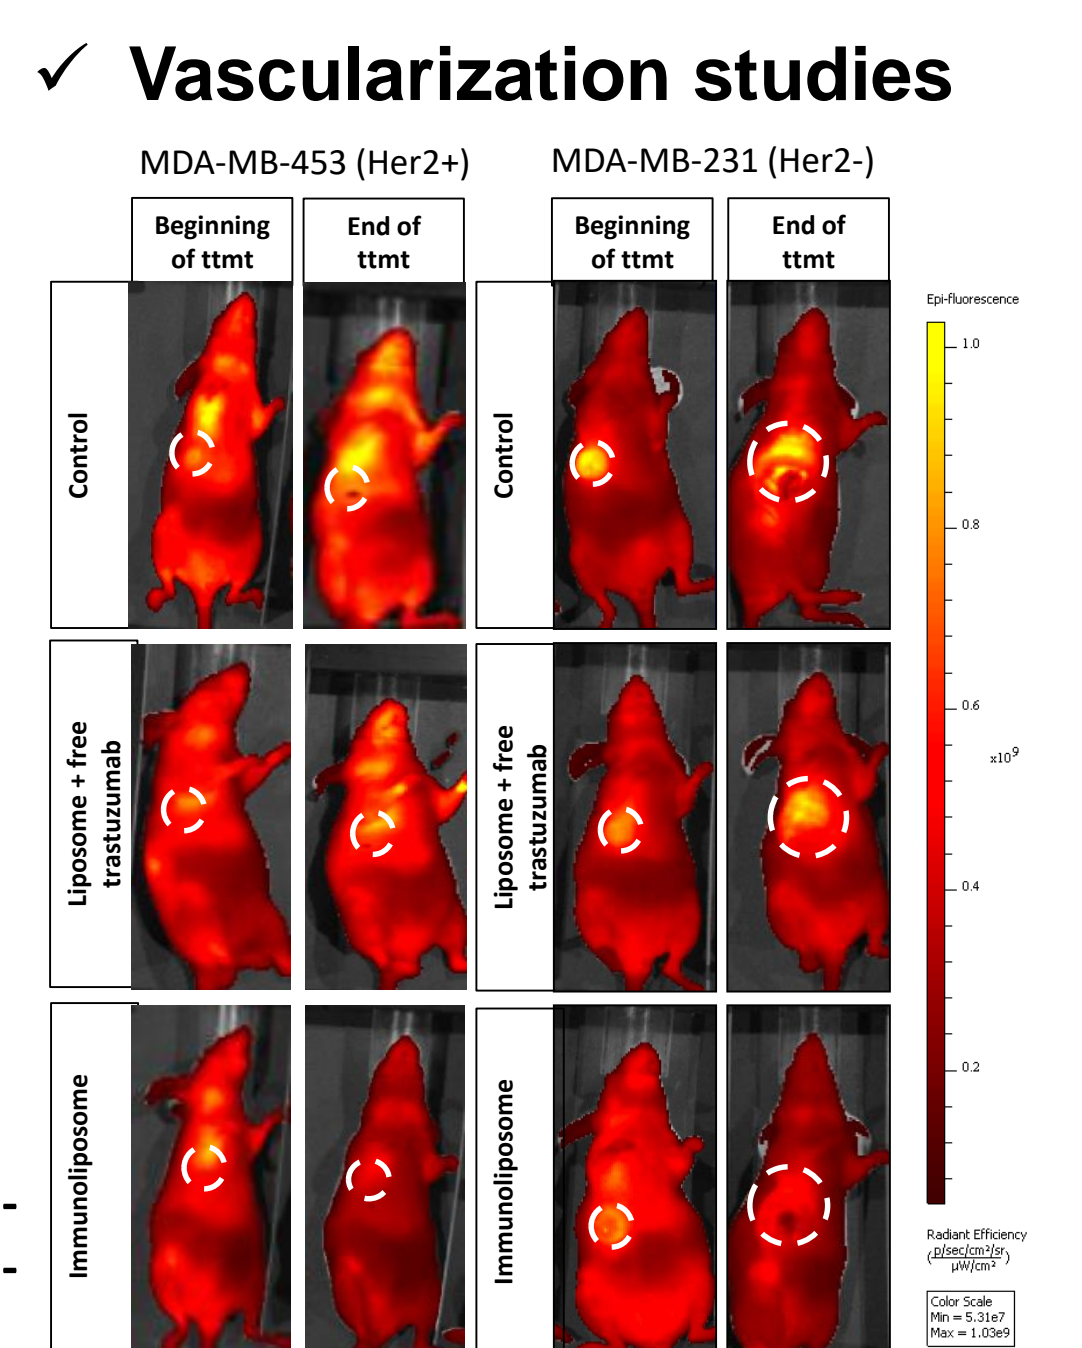 ✓ Vascularization studies
MDA-MB-453 (Her2+)
MDA-MB-231 (Her2-)
Beginning
of ttmt
End of
ttmt
Beginning
of ttmt
End of
ttmt
Control
Control
Liposome + free
trastuzumab
Liposome + free
trastuzumab
Immunoliposome
Immunoliposome
-
-
Epi-fluorescence
1.0
0.8
0.6
x10⁹
0.4
0.2
Radiant Efficiency
(p/sec/cm²/sr
µW/cm²)
Color Scale
Min = 5.31e7
Max = 1.03e9